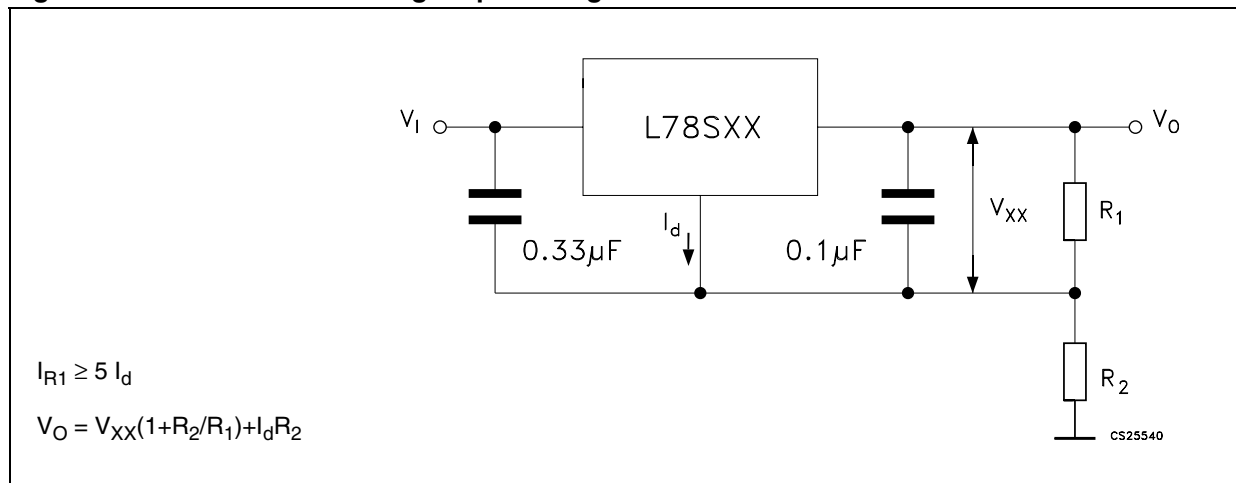 L78SXX
V_I
V_O
I_d
V_XX
R_1
0.33µF
0.1µF
I_R1 ≥ 5 I_d
R_2
V_O = V_XX(1+R_2/R_1)+I_dR_2
CS25540